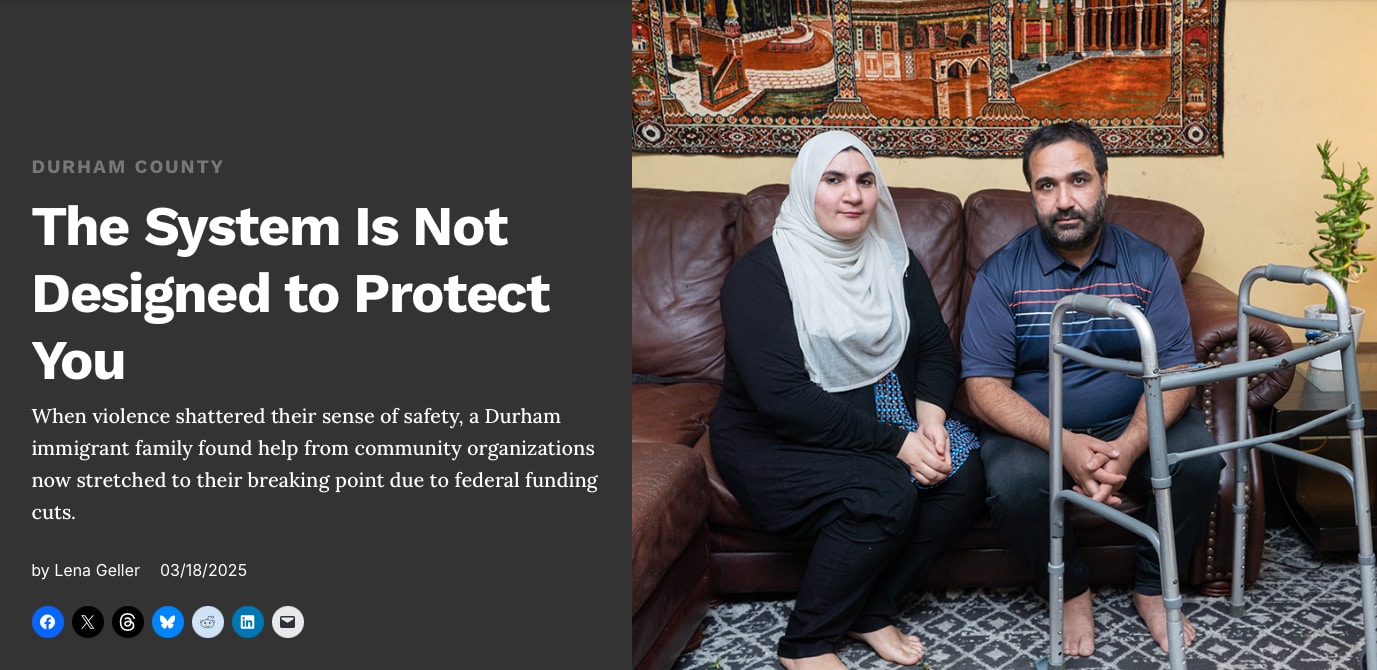 DURHAM COUNTY
The System Is Not
Designed to Protect
You
When violence shattered their sense of safety, a Durham
immigrant family found help from community organizations
now stretched to their breaking point due to federal funding
cuts.
by Lena Geller 03/18/2025